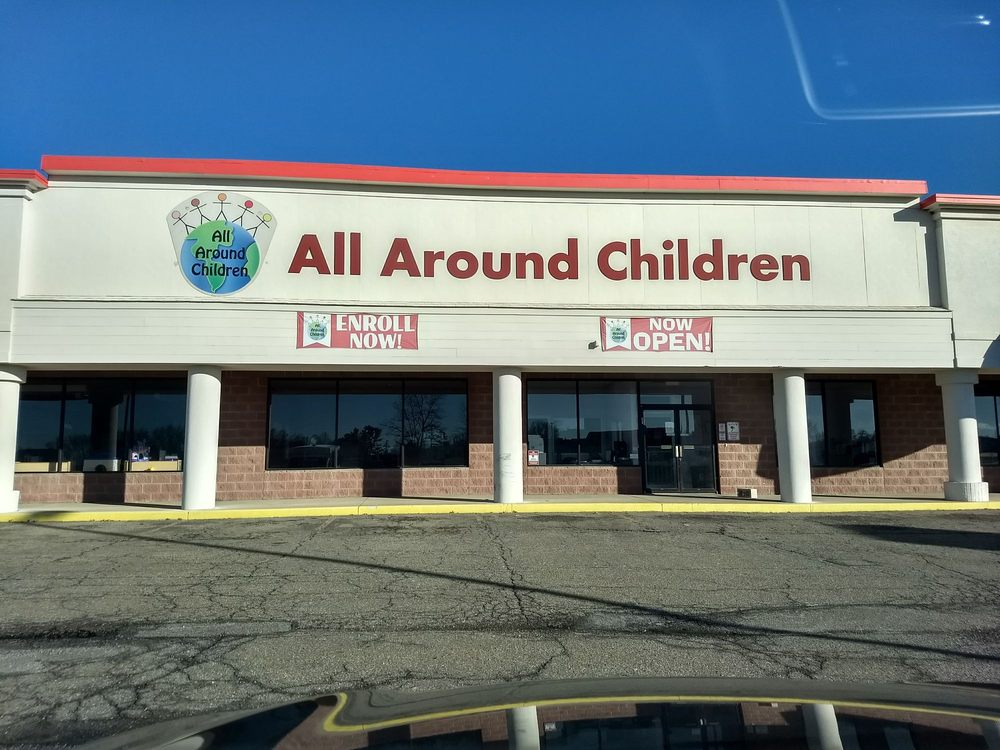 All
Around
Children
All Around Children
ENROLL
NOW!
NOW
OPEN!